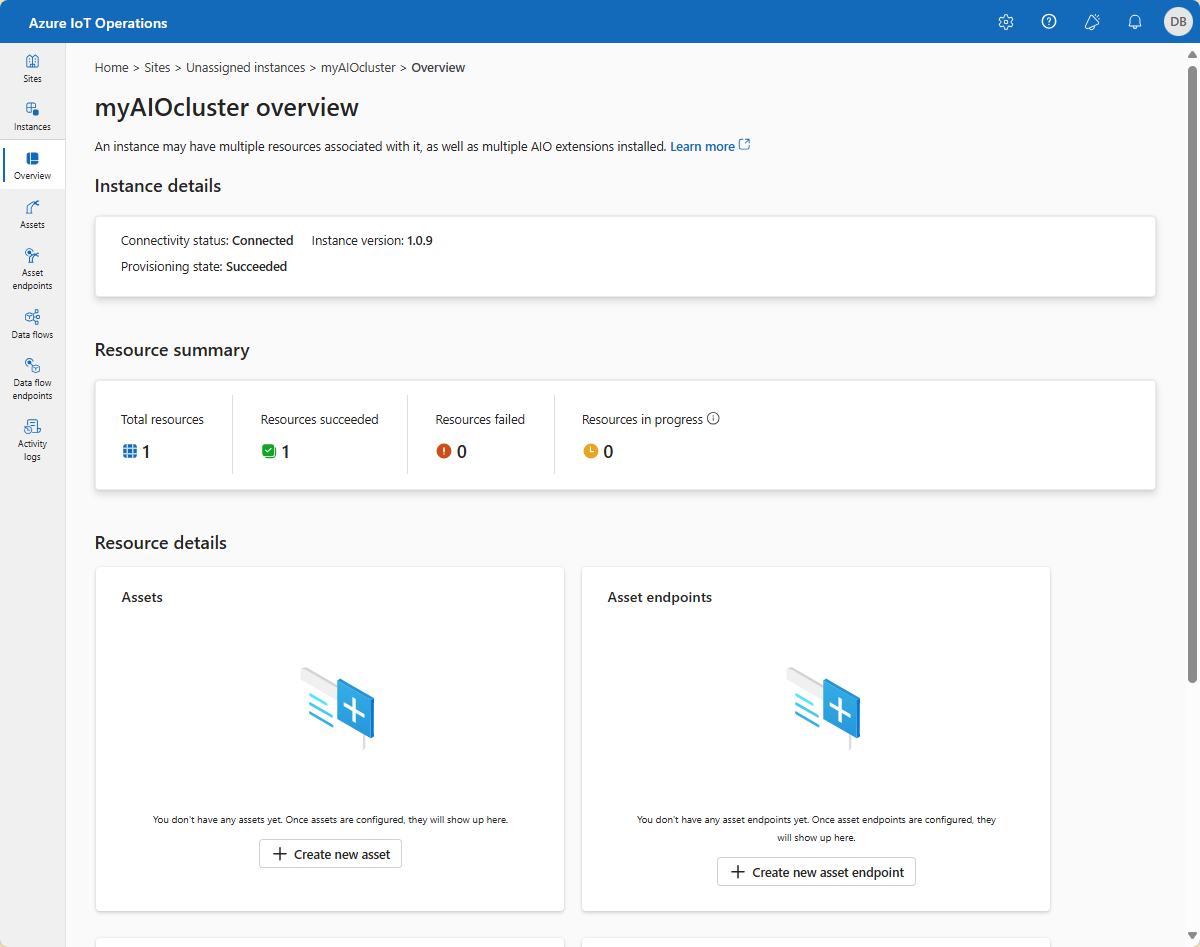 Azure IoT Operations
DB
Sites
Instances
Overview
Assets
Asset
endpoints
Data flows
Data flow
endpoints
Activity
logs
Home > Sites > Unassigned instances > myAIOcluster > Overview
myAIOcluster overview
An instance may have multiple resources associated with it, as well as multiple AIO extensions installed. Learn more
Instance details
Connectivity status: Connected Instance version: 1.0.9
Provisioning state: Succeeded
Resource summary
Total resources
1
Resources succeeded
1
Resources failed
0
Resources in progress
0
Resource details
Assets
You don't have any assets yet. Once assets are configured, they will show up here.
Create new asset
Asset endpoints
You don't have any asset endpoints yet. Once asset endpoints are configured, they
will show up here.
Create new asset endpoint